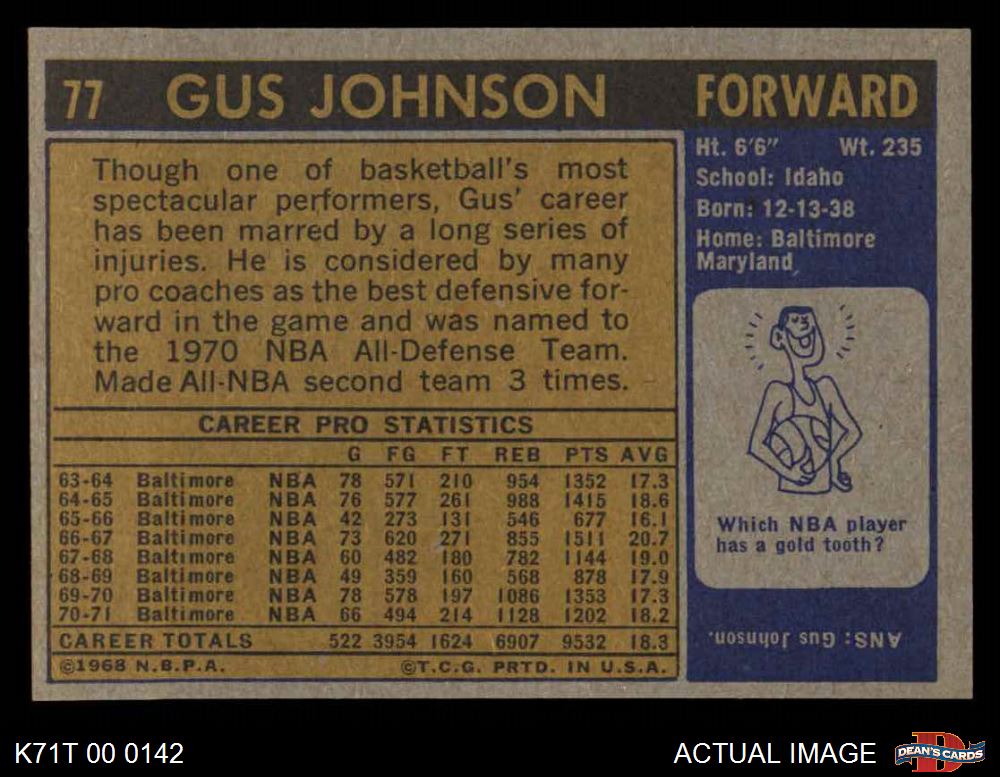 77 GUS JOHNSON FORWARD
Though one of basketball's most
spectacular performers, Gus' career
has been marred by a long series of
injuries. He is considered by many
pro coaches as the best defensive for-
ward in the game and was named to
the 1970 NBA All-Defense Team.
Made All-NBA second team 3 times.
CAREER PRO STATISTICS
G FG FT REB PTS AVG
63-64 Baltimore NBA 78 571 210 954 1352 17.3
64-65 Baltimore NBA 76 577 261 988 1415 18.6
65-66 Baltimore NBA 42 273 131 546 677 16.1
66-67 Baltimore NBA 73 620 271 855 1511 20.7
67-68 Baltimore NBA 60 482 180 782 1144 19.0
68-69 Baltimore NBA 49 359 160 568 878 17.9
69-70 Baltimore NBA 78 578 197 1086 1353 17.3
70-71 Baltimore NBA 66 494 214 1128 1202 18.2
CAREER TOTALS 522 3954 1624 6907 9532 18.3
©1968 N.B.P.A. ©T.C.G. PRTD. IN U.S.A.
Ht. 6'6" Wt. 235
School: Idaho
Born: 12-13-38
Home: Baltimore
Maryland
Which NBA player
has a gold tooth?
ANS: Gus Johnson.
K71T 00 0142
ACTUAL IMAGE
D
DEAN'S CARDS